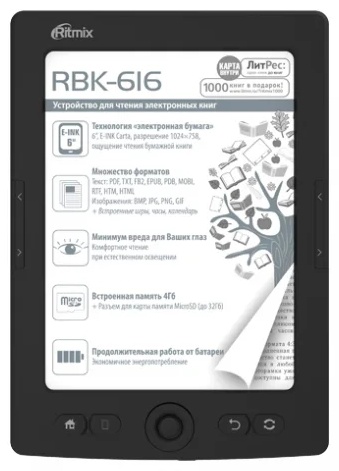 Ritmix
RBK-616
КАРТА
ВНУТРИ
ЛитРес:
1000 книг в подарок!
Устройство для чтения электронных книг
E-INK
6"
Технология «электронная бумага»
6", E-INK Carta, разрешение 1024×758,
ощущение чтения бумажной книги
Множество форматов
Текст: PDF, TXT, FB2, EPUB, PDB, MOBI,
RTF, HTM, HTML
Изображения: BMP, JPG, PNG, GIF
+ Встроенные игры, часы, календарь
Минимум вреда для Ваших глаз
Комфортное чтение
при естественном освещении
micro
SD
Встроенная память 4Гб
+ Разъем для карты памяти MicroSD (до 32Гб)
Продолжительная работа от батареи
Экономичное энергопотребление